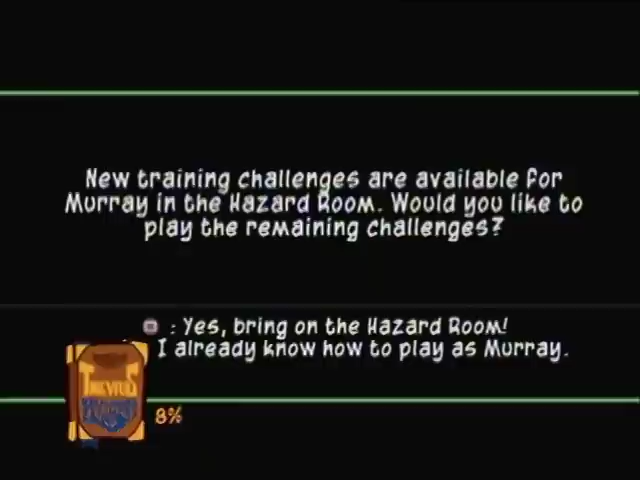 New training challenges are available for
Murray in the Hazard Room. Would you like to
play the remaining challenges?
: Yes, bring on the Hazard Room!
I already know how to play as Murray.
THIEVIUS
8%